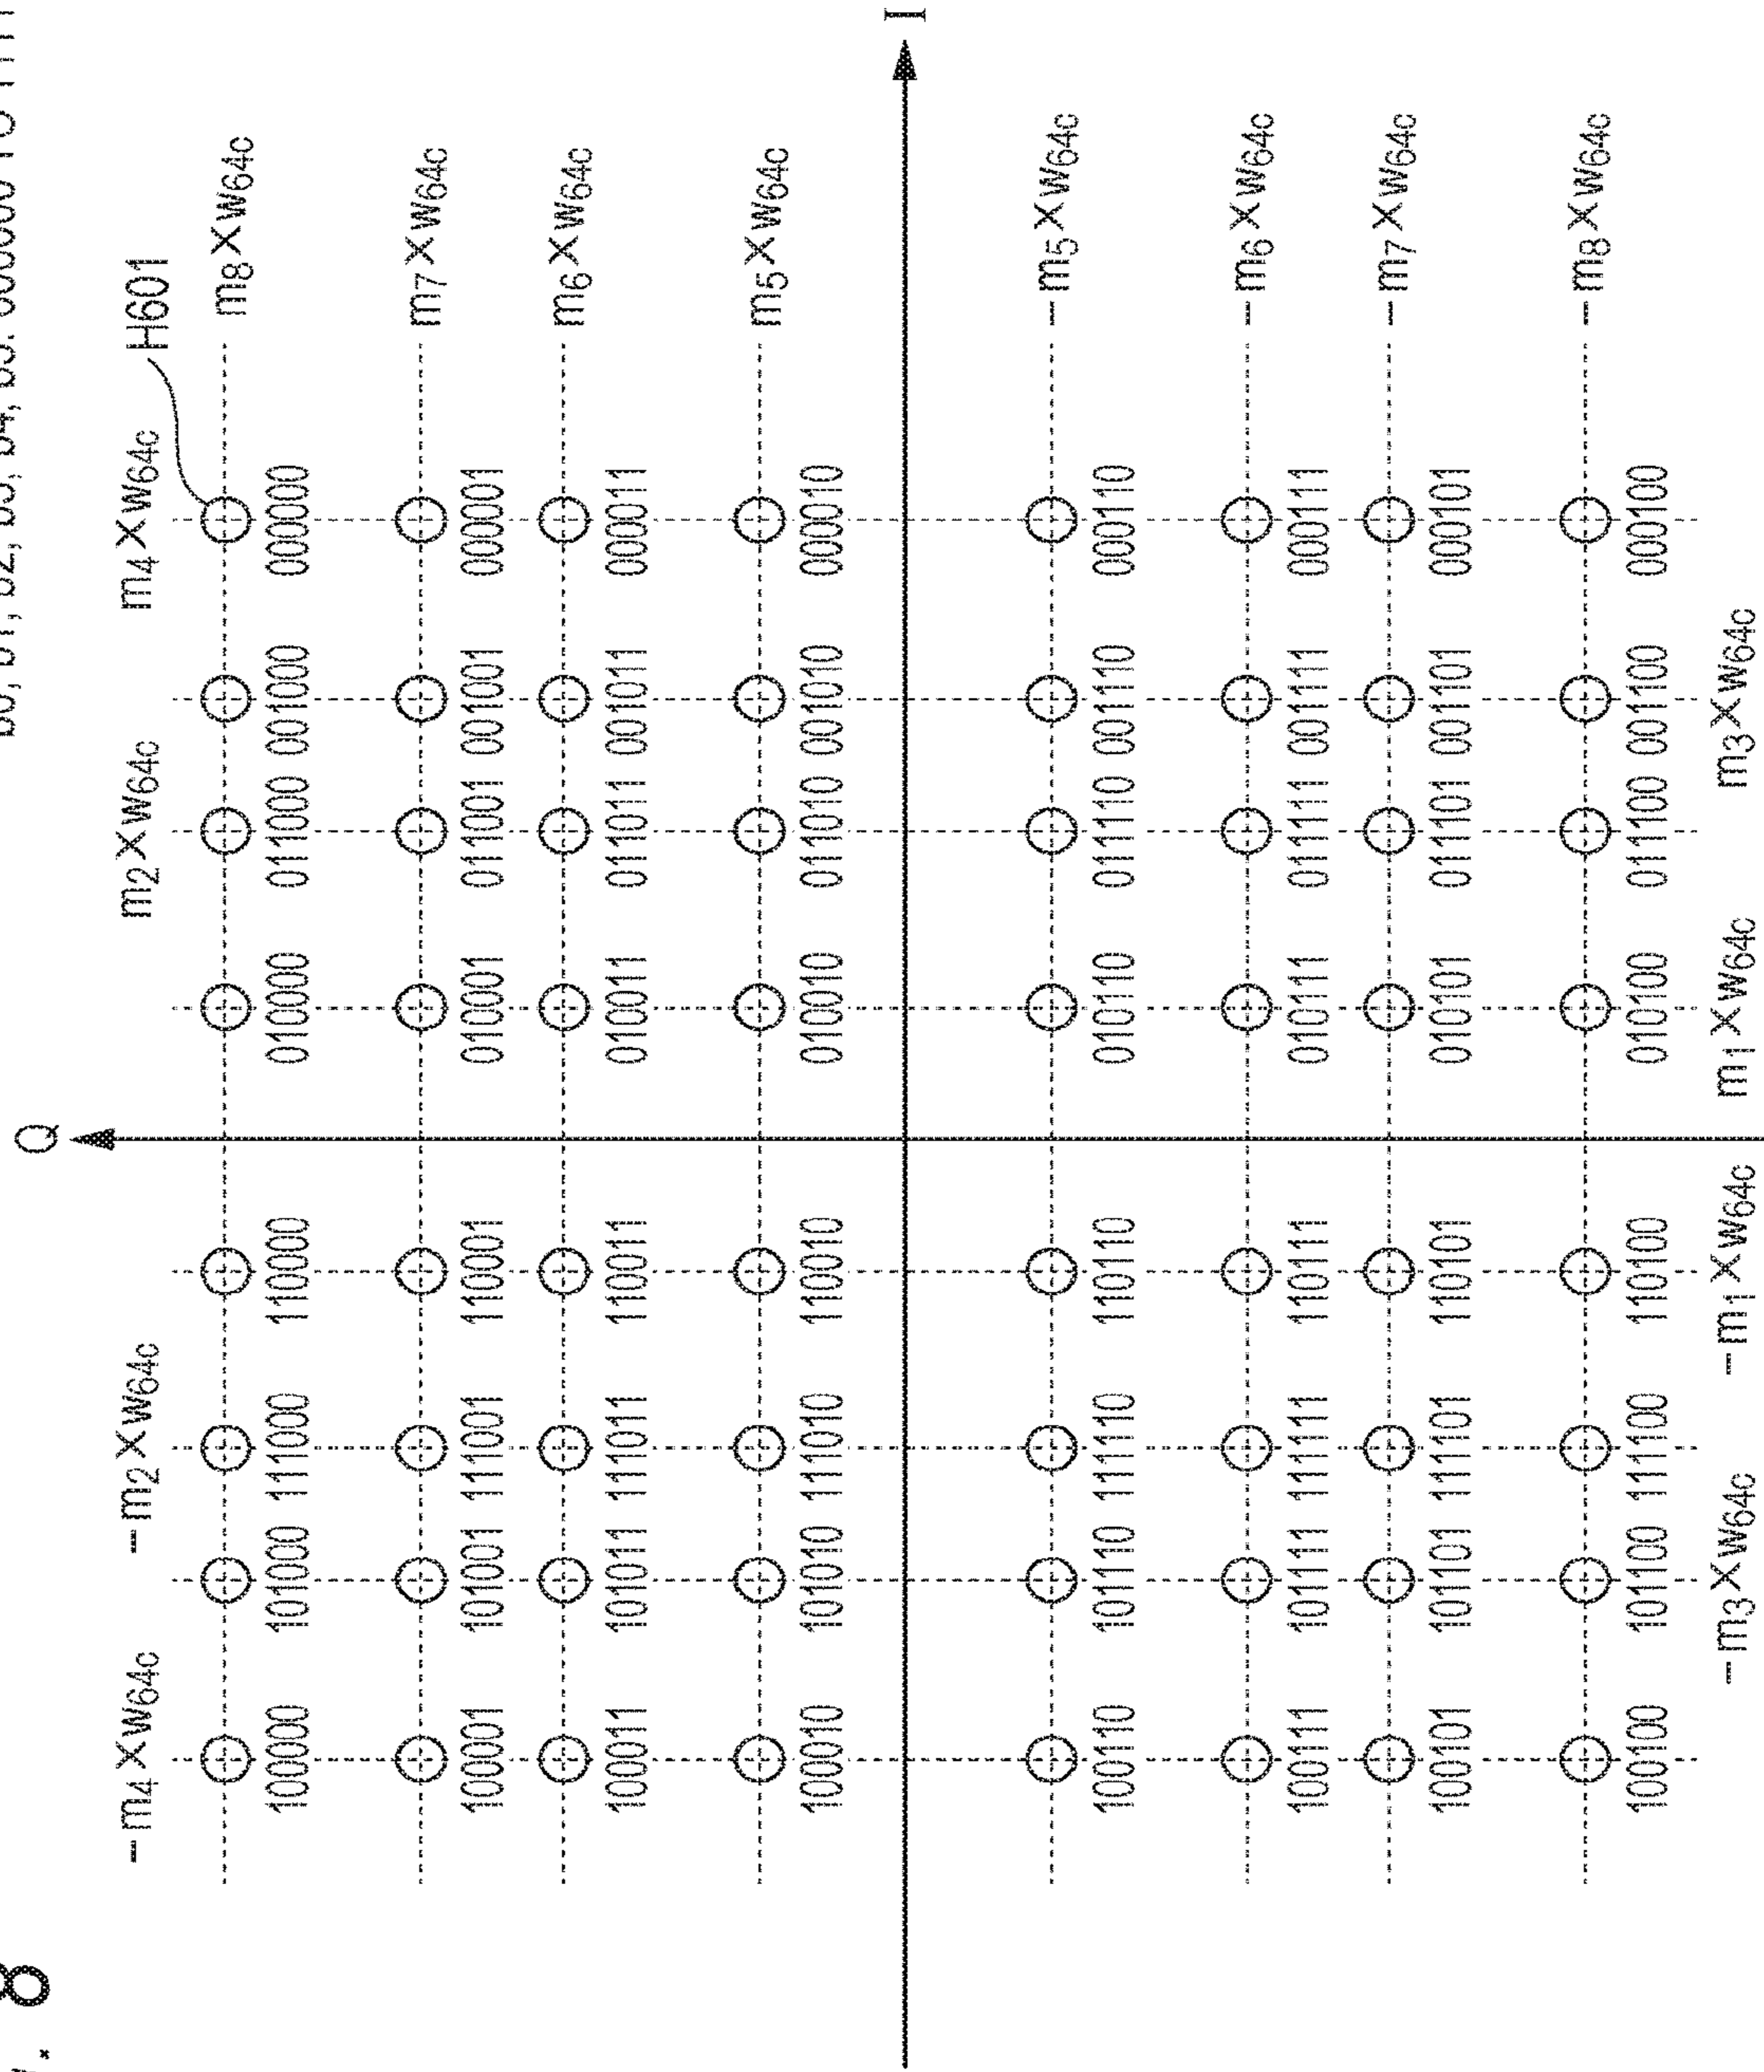 8
b0, b1, b2, b3, b4, b5: 000000 TO
Q
−m4×w64c −m2×w64c m2×w64c m4×w64c H601
m8×w64c
100000 101000 111000 110000 010000 011000 001000 000000
m7×w64c
100001 101001 111001 110001 010001 011001 001001 000001
m6×w64c
100011 101011 111011 110011 010011 011011 001011 000011
m5×w64c
100010 101010 111010 110010 010010 011010 001010 000010
I
−m5×w64c
100110 101110 111110 110110 010110 011110 001110 000110
−m6×w64c
100111 101111 111111 110111 010111 011111 001111 000111
−m7×w64c
100101 101101 111101 110101 010101 011101 001101 000101
−m8×w64c
100100 101100 111100 110100 010100 011100 001100 000100
−m3×w64c −m1×w64c m1×w64c m3×w64c